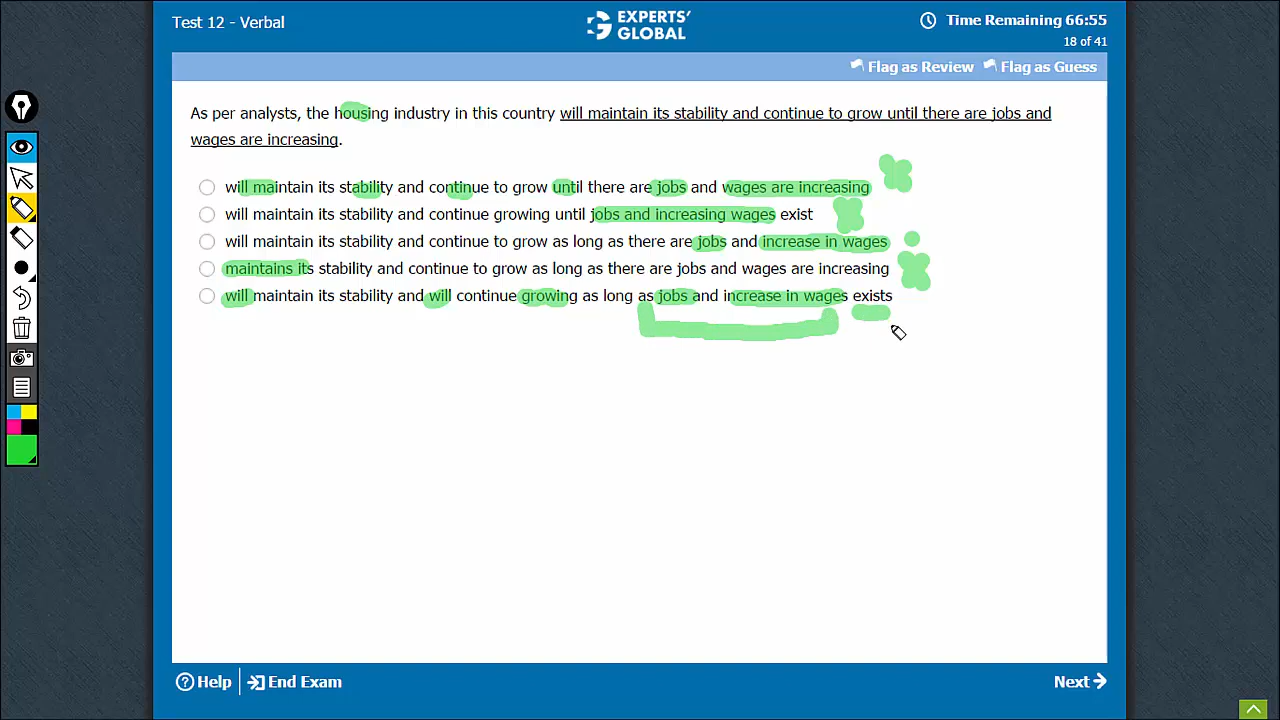 Test 12 - Verbal
EXPERTS'
GLOBAL
Time Remaining 66:55
18 of 41
Flag as Review
Flag as Guess
As per analysts, the housing industry in this country will maintain its stability and continue to grow until there are jobs and
wages are increasing.
will maintain its stability and continue to grow until there are jobs and wages are increasing
will maintain its stability and continue growing until jobs and increasing wages exist
will maintain its stability and continue to grow as long as there are jobs and increase in wages
maintains its stability and continue to grow as long as there are jobs and wages are increasing
will maintain its stability and will continue growing as long as jobs and increase in wages exists
Help
End Exam
Next